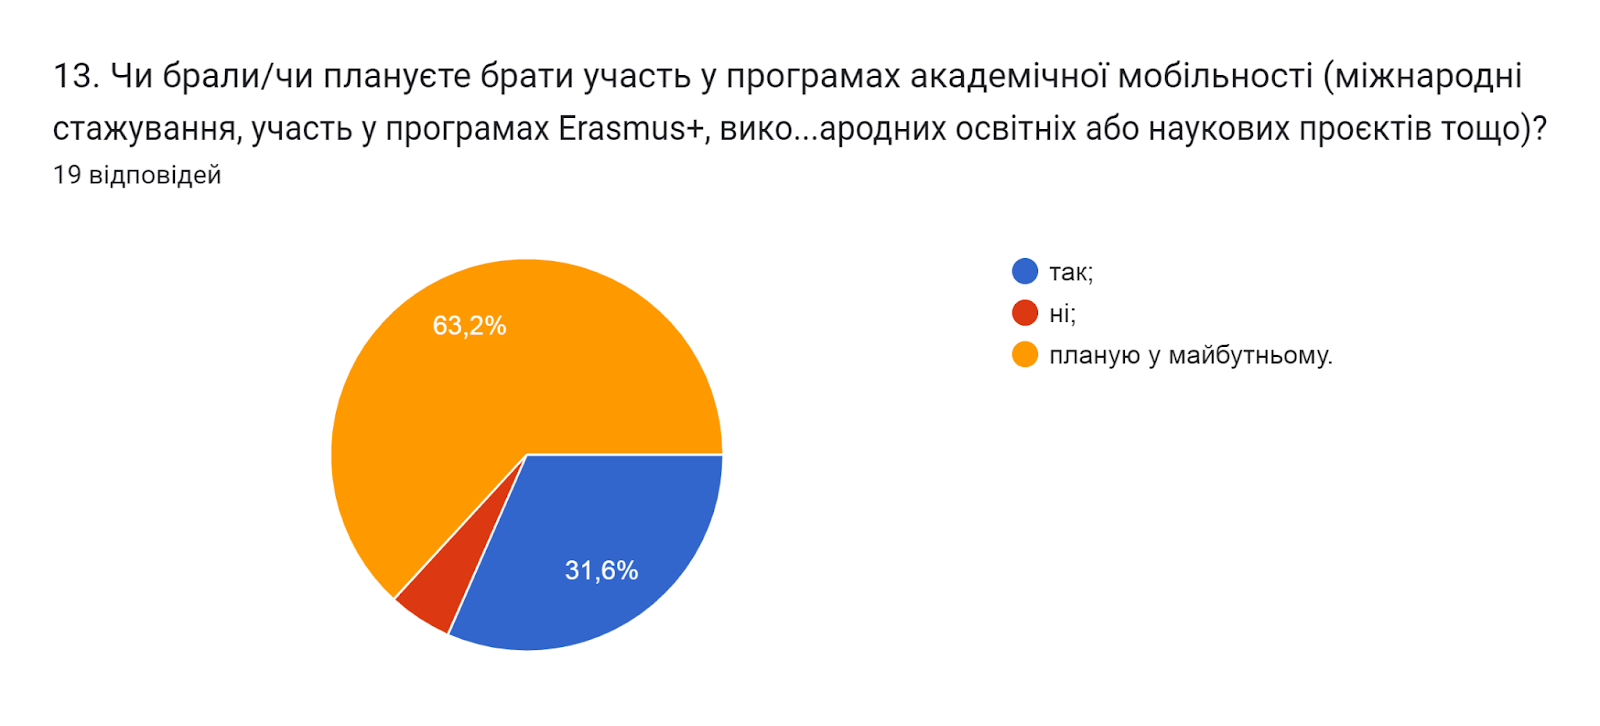 13. Чи брали/чи плануєте брати участь у програмах академічної мобільності (міжнародні
стажування, участь у програмах Erasmus+, вико...ародних освітніх або наукових проєктів тощо)?
19 відповідей
63,2%
31,6%
так;
ні;
планую у майбутньому.